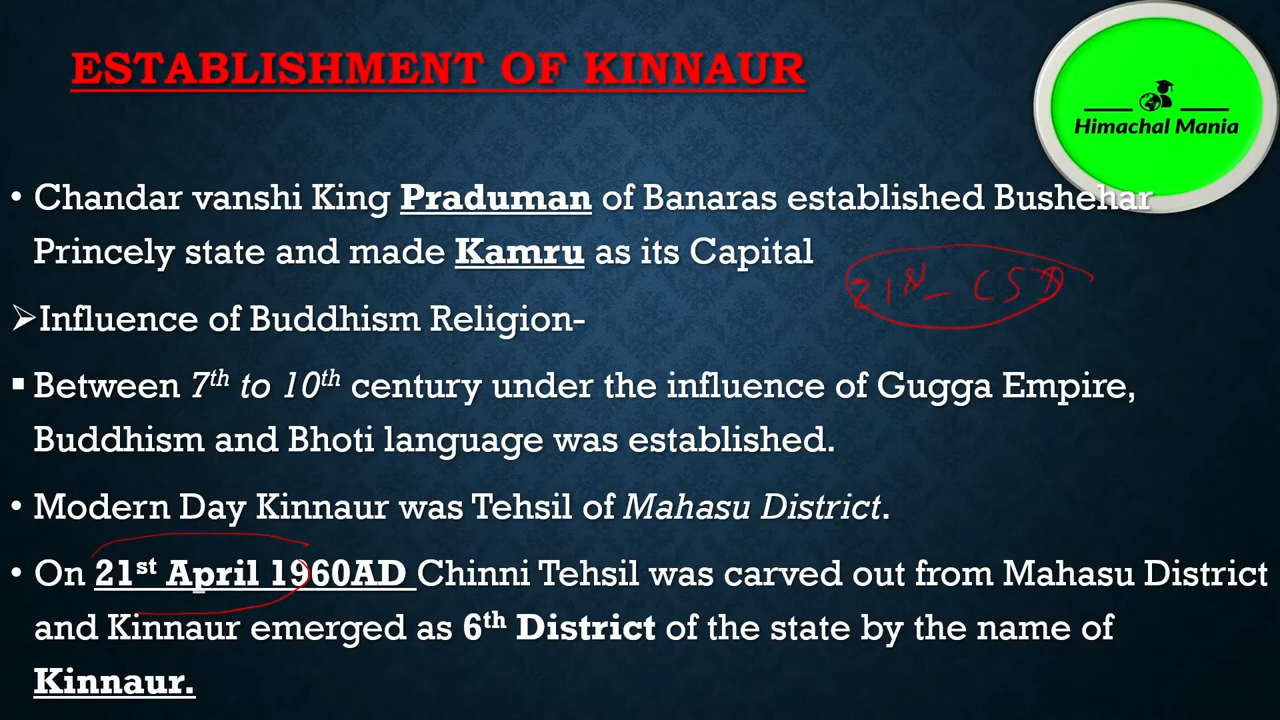 ESTABLISHMENT OF KINNAUR
Himachal Mania
• Chandar vanshi King Praduman of Banaras established Bushehar
Princely state and made Kamru as its Capital
21st - CSD
➢Influence of Buddhism Religion-
▪ Between 7th to 10th century under the influence of Gugga Empire,
Buddhism and Bhoti language was established.
• Modern Day Kinnaur was Tehsil of Mahasu District.
• On 21st April 1960AD Chinni Tehsil was carved out from Mahasu District
and Kinnaur emerged as 6th District of the state by the name of
Kinnaur.